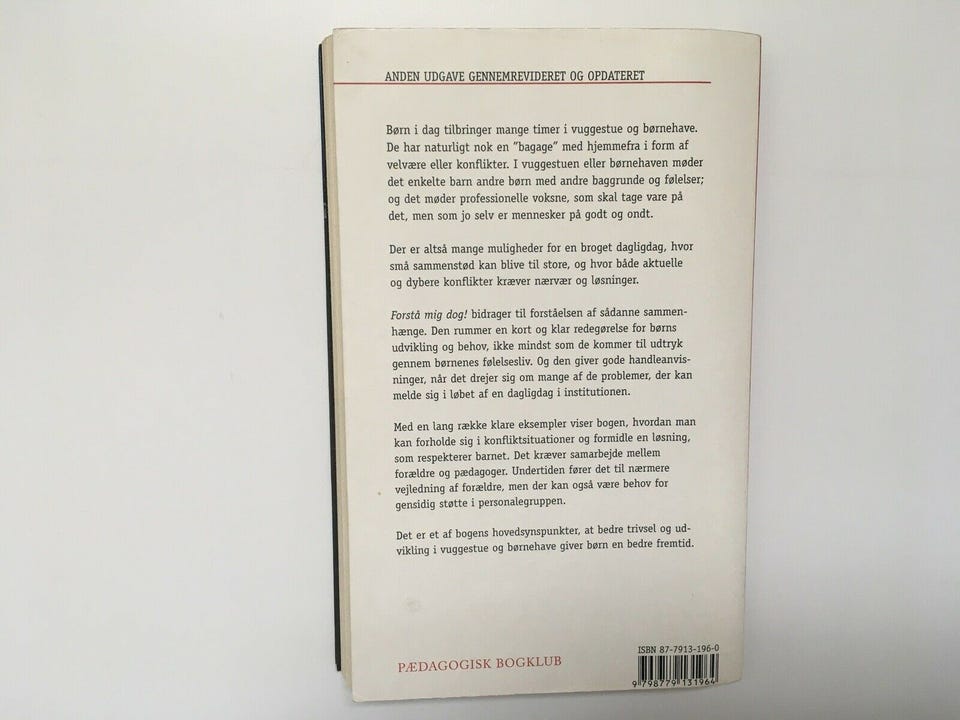 ANDEN UDGAVE GENNEMREVIDERET OG OPDATERET
Børn i dag tilbringer mange timer i vuggestue og børnehave.
De har naturligt nok en ”bagage” med hjemmefra i form af
velvære eller konflikter. I vuggestuen eller børnehaven møder
det enkelte barn andre børn med andre baggrunde og følelser;
og det møder professionelle voksne, som skal tage vare på
det, men som jo selv er mennesker på godt og ondt.
Der er altså mange muligheder for en broget dagligdag, hvor
små sammenstød kan blive til store, og hvor både aktuelle
og dybere konflikter kræver nærvær og løsninger.
Forstå mig dog! bidrager til forståelsen af sådanne sammen-
hænge. Den rummer en kort og klar redegørelse for børns
udvikling og behov, ikke mindst som de kommer til udtryk
gennem børnenes følelsesliv. Og den giver gode handleanvis-
ninger, når det drejer sig om mange af de problemer, der kan
melde sig i løbet af en dagligdag i institutionen.
Med en lang række klare eksempler viser bogen, hvordan man
kan forholde sig i konfliktsituationer og formidle en løsning,
som respekterer barnet. Det kræver samarbejde mellem
forældre og pædagoger. Undertiden fører det til nærmere
vejledning af forældre, men der kan også være behov for
gensidig støtte i personalegruppen.
Det er et af bogens hovedsynspunkter, at bedre trivsel og ud-
vikling i vuggestue og børnehave giver børn en bedre fremtid.
PÆDAGOGISK BOGKLUB
ISBN 87-7913-196-0
9 798779 131964